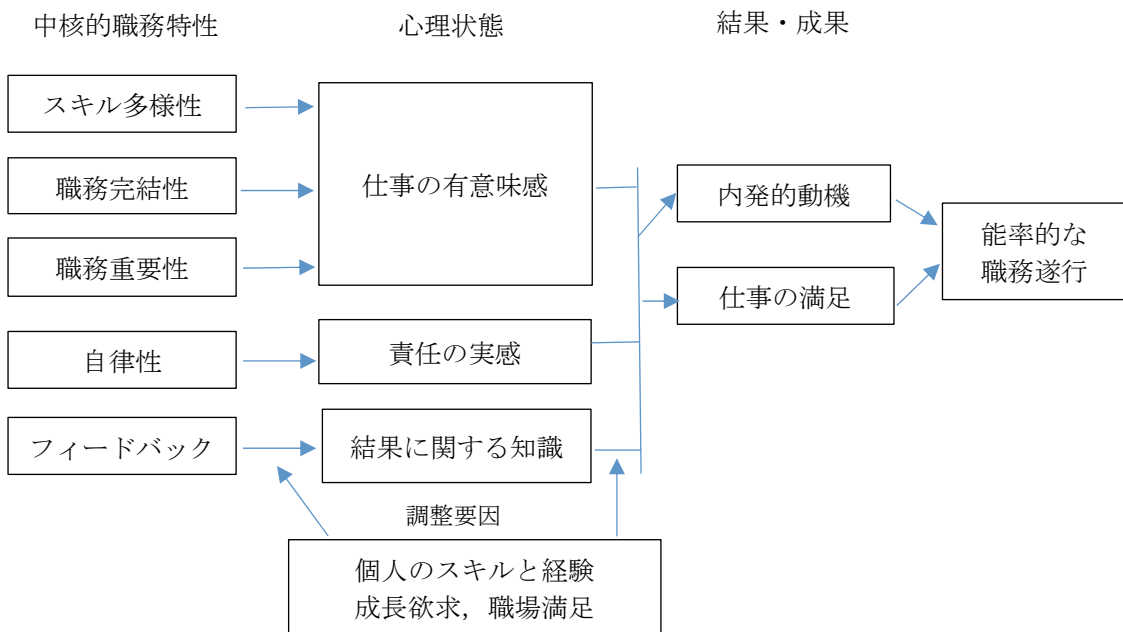 中核的職務特性
心理状態
結果・成果
スキル多様性
職務完結性
職務重要性
自律性
フィードバック
仕事の有意味感
責任の実感
結果に関する知識
内発的動機
仕事の満足
能率的な
職務遂行
調整要因
個人のスキルと経験
成長欲求，職場満足